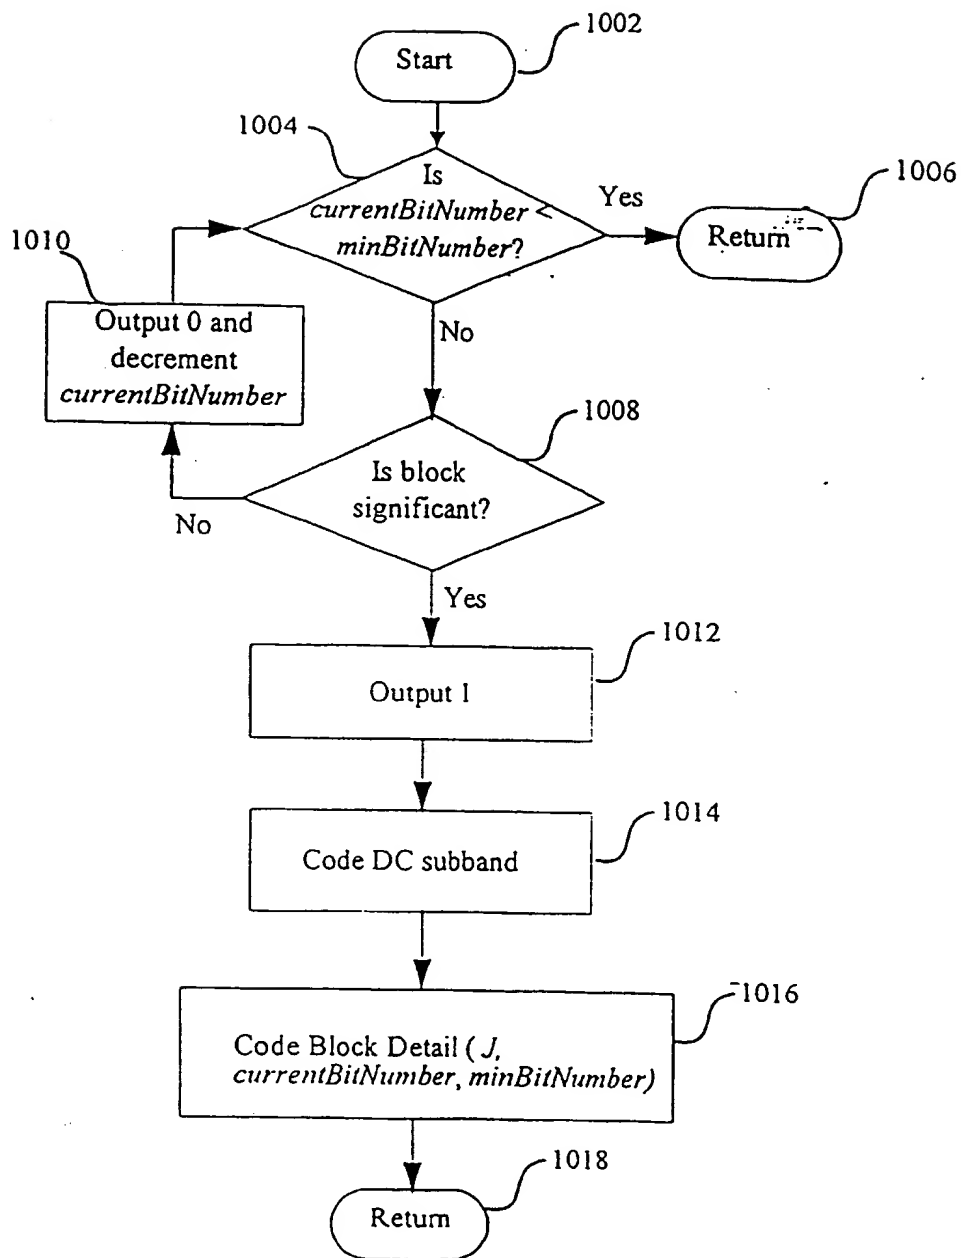 Start
1002
1004
Is
currentBitNumber <
minBitNumber?
Yes
1006
Return
1010
Output 0 and
decrement
currentBitNumber
No
1008
Is block
significant?
No
Yes
1012
Output 1
1014
Code DC subband
1016
Code Block Detail (J,
currentBitNumber, minBitNumber)
1018
Return